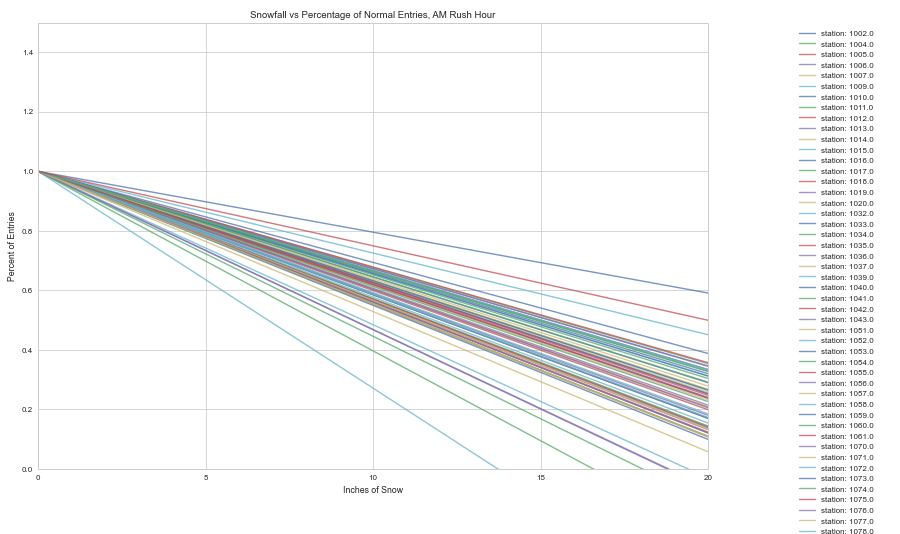 Snowfall vs Percentage of Normal Entries, AM Rush Hour
1.4
1.2
1.0
0.8
0.6
0.4
0.2
0.0
Percent of Entries
0
5
10
15
20
Inches of Snow
station: 1002.0
station: 1004.0
station: 1005.0
station: 1006.0
station: 1007.0
station: 1009.0
station: 1010.0
station: 1011.0
station: 1012.0
station: 1013.0
station: 1014.0
station: 1015.0
station: 1016.0
station: 1017.0
station: 1018.0
station: 1019.0
station: 1020.0
station: 1032.0
station: 1033.0
station: 1034.0
station: 1035.0
station: 1036.0
station: 1037.0
station: 1039.0
station: 1040.0
station: 1041.0
station: 1042.0
station: 1043.0
station: 1051.0
station: 1052.0
station: 1053.0
station: 1054.0
station: 1055.0
station: 1056.0
station: 1057.0
station: 1058.0
station: 1059.0
station: 1060.0
station: 1061.0
station: 1070.0
station: 1071.0
station: 1072.0
station: 1073.0
station: 1074.0
station: 1075.0
station: 1076.0
station: 1077.0
station: 1078.0